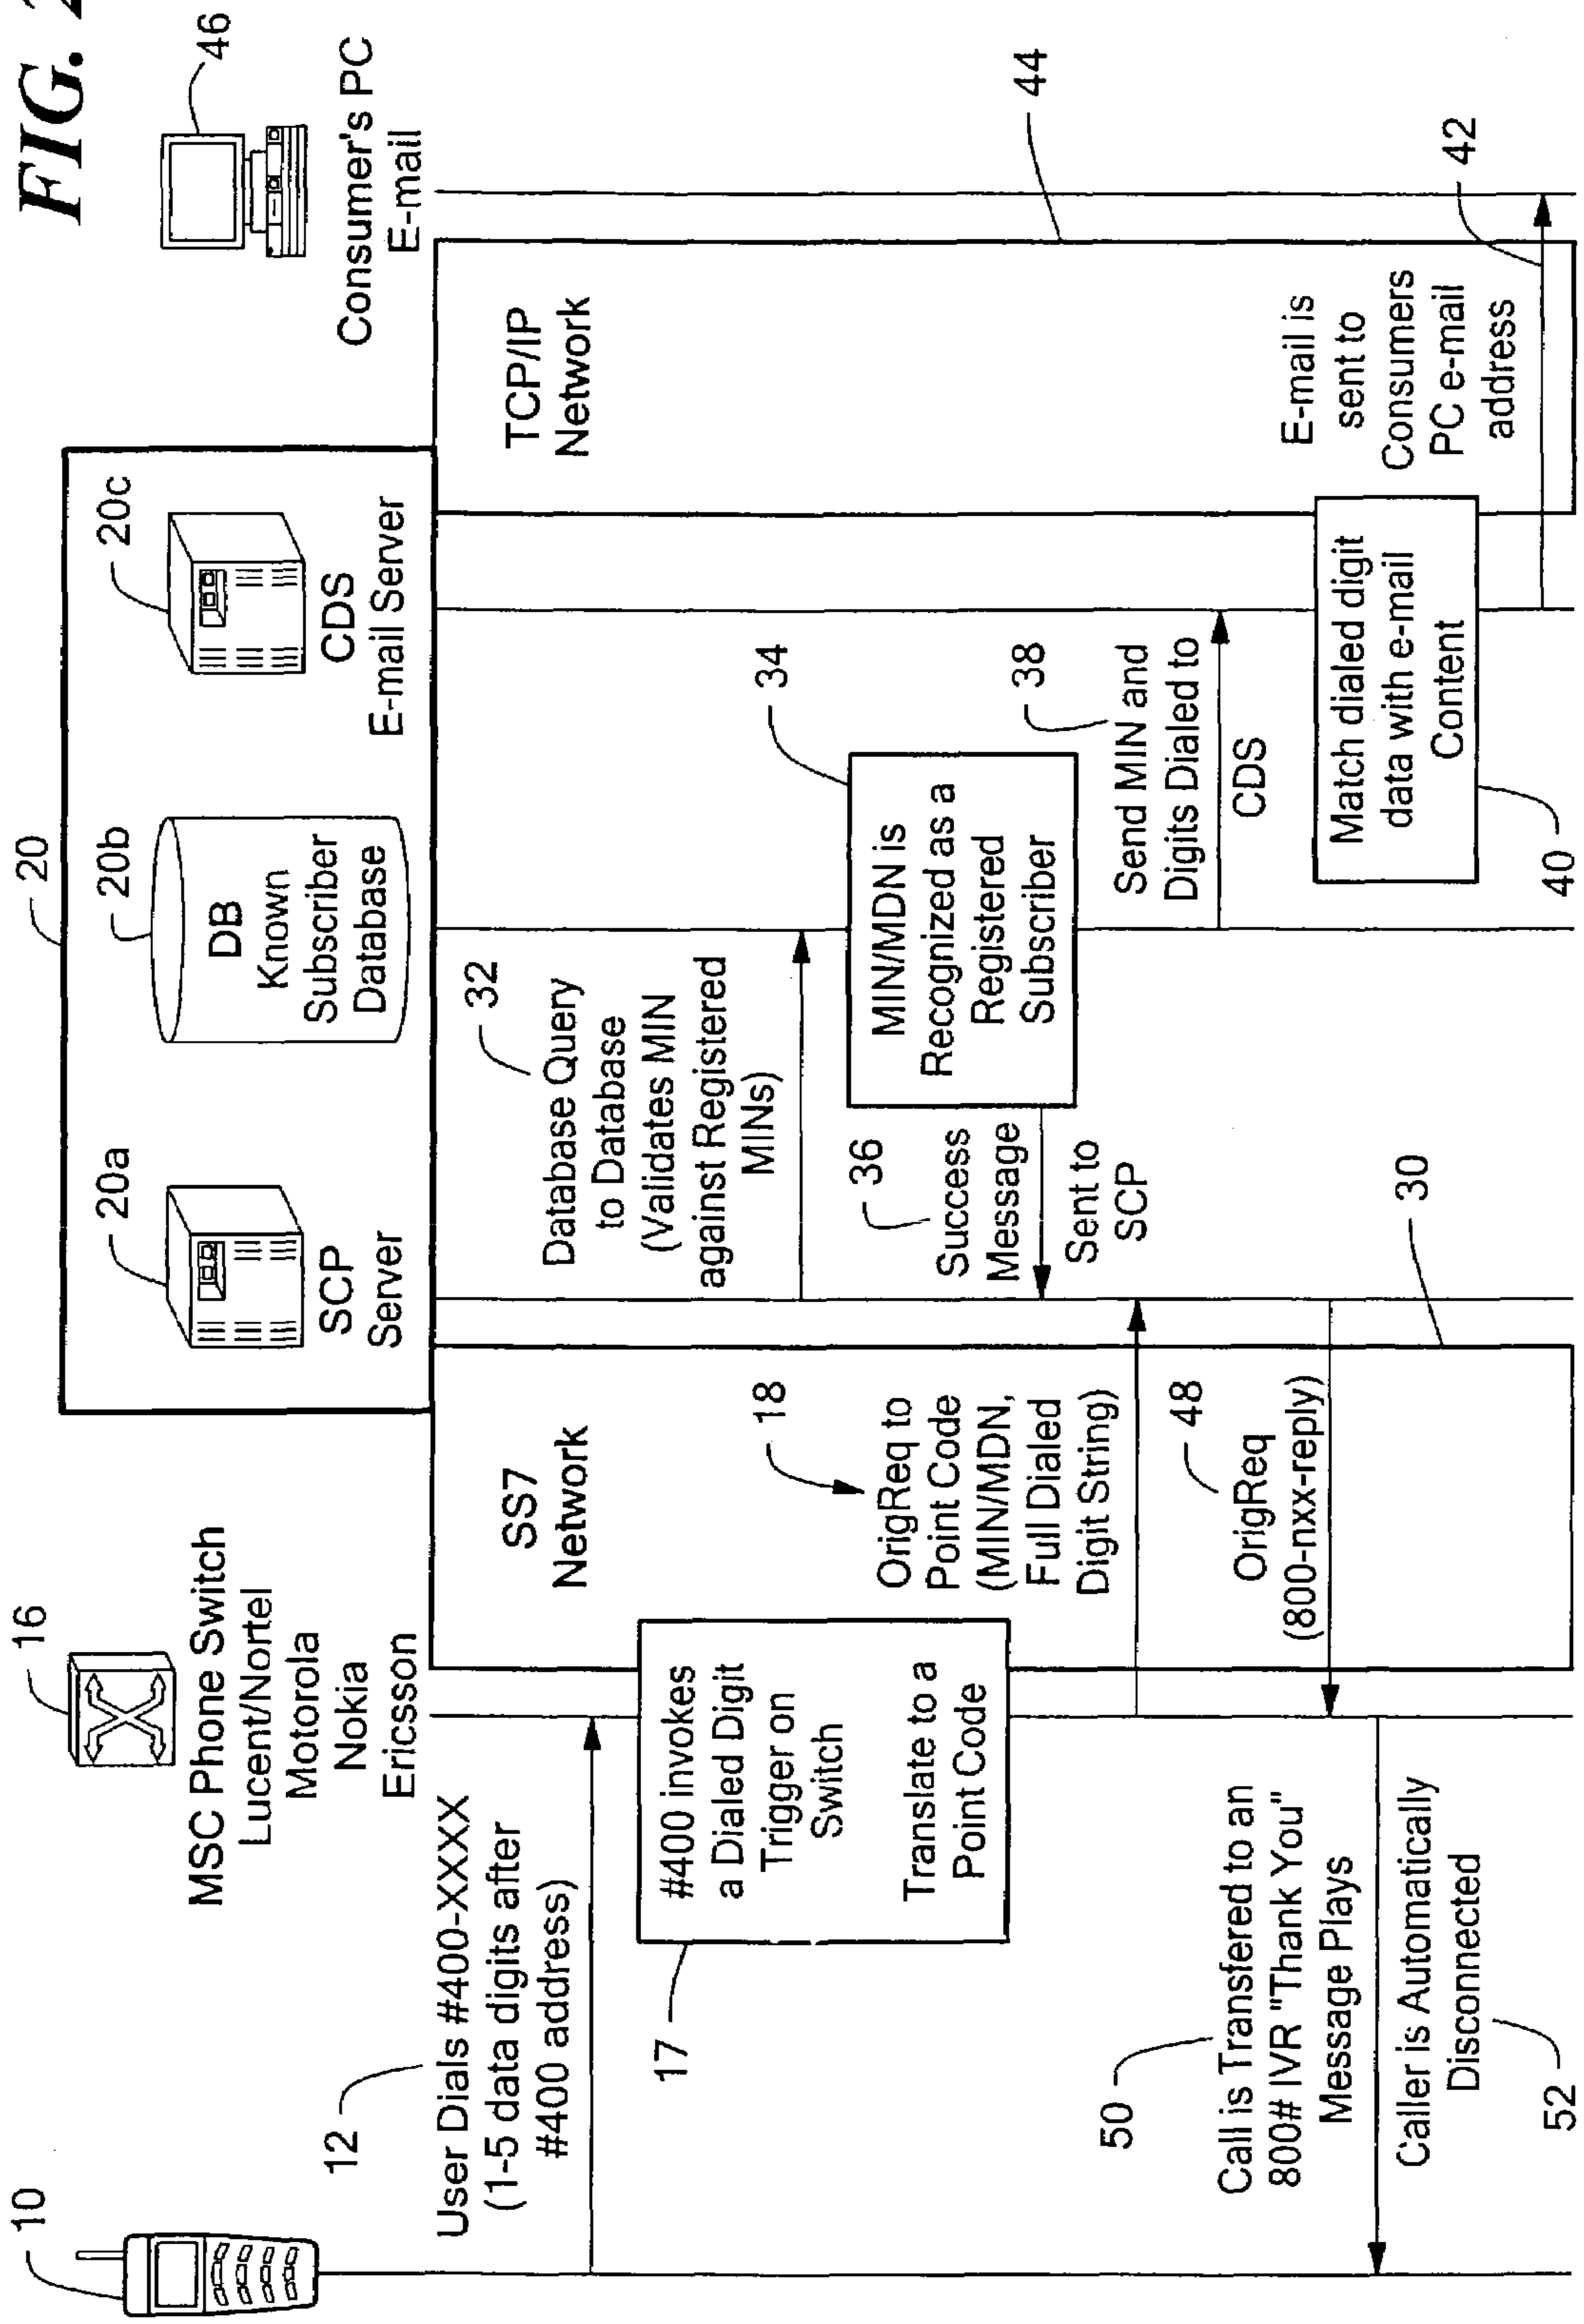 FIG. 2
10
16
MSC Phone Switch
Lucent/Nortel
Motorola
Nokia
Ericsson
20
20a
SCP
Server
20b
DB
Known
Subscriber
Database
20c
CDS
E-mail Server
46
Consumer's PC
E-mail
12
User Dials #400-XXXX
(1-5 data digits after
#400 address)
17
#400 invokes
a Dialed Digit
Trigger on
Switch
Translate to a
Point Code
SS7
Network
18
OrigReq to
Point Code
(MIN/MDN,
Full Dialed
Digit String)
32
Database Query
to Database
(Validates MIN
against Registered
MINs)
34
MIN/MDN is
Recognized as a
Registered
Subscriber
36
Success
Message
Sent to
SCP
38
Send MIN and
Digits Dialed to
CDS
40
Match dialed digit
data with e-mail
Content
TCP/IP
Network
44
E-mail is
sent to
Consumers
PC e-mail
address
42
48
OrigReq
(800-nxx-reply)
30
50
Call is Transfered to an
800# IVR "Thank You"
Message Plays
Caller is Automatically
Disconnected
52